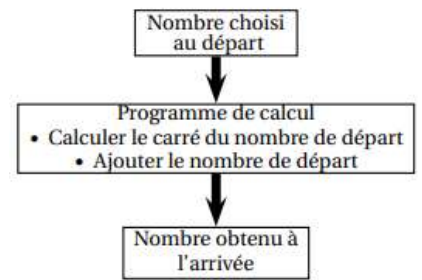 Nombre choisi
au départ
Programme de calcul
• Calculer le carré du nombre de départ
• Ajouter le nombre de départ
Nombre obtenu à
l'arrivée